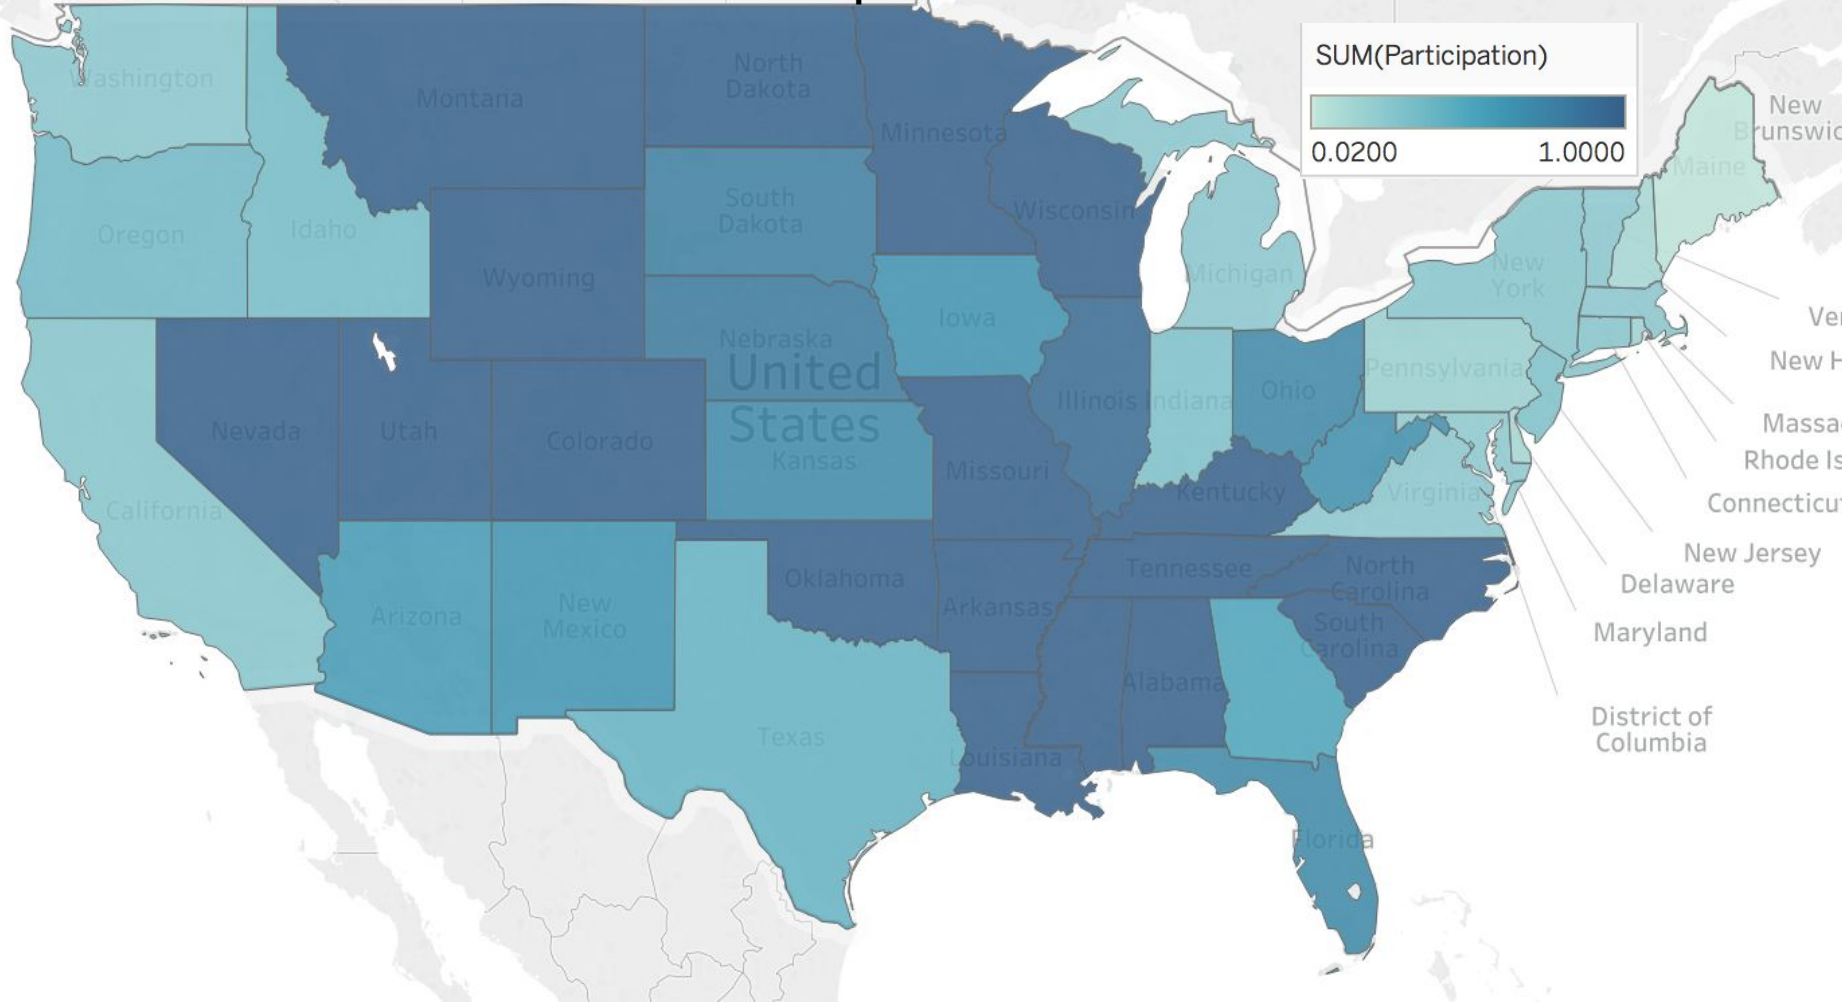 SUM(Participation)
0.0200
1.0000
Washington
Montana
North
Dakota
Minnesota
New
Brunswic
Maine
Oregon
Idaho
South
Dakota
Wisconsin
Wyoming
Michigan
New
York
Iowa
Nebraska
Ver
New H
United
States
Pennsylvania
Ohio
Illinois
Indiana
Nevada
Utah
Colorado
Kansas
Massa
Missouri
Rhode Is
Kentucky
Virginia
Connecticu
California
New Jersey
Oklahoma
Tennessee
North
Carolina
Delaware
Arizona
New
Mexico
Arkansas
South
Carolina
Maryland
Alabama
Texas
Louisiana
District of
Columbia
Florida